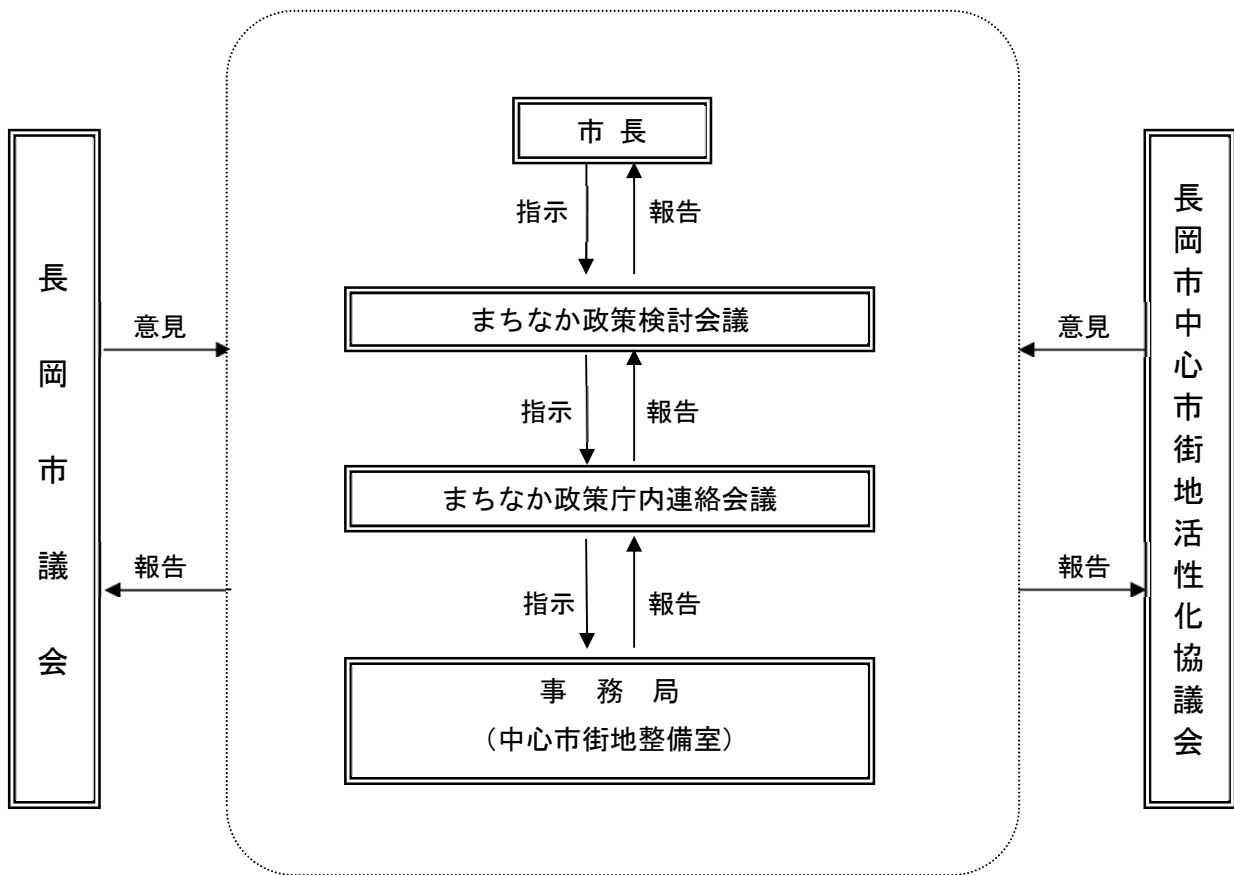 市 長
指示
報告
長岡市議会
意見
まちなか政策検討会議
意見
長岡市中心市街地活性化協議会
指示
報告
まちなか政策庁内連絡会議
報告
指示
報告
報告
事 務 局
（中心市街地整備室）